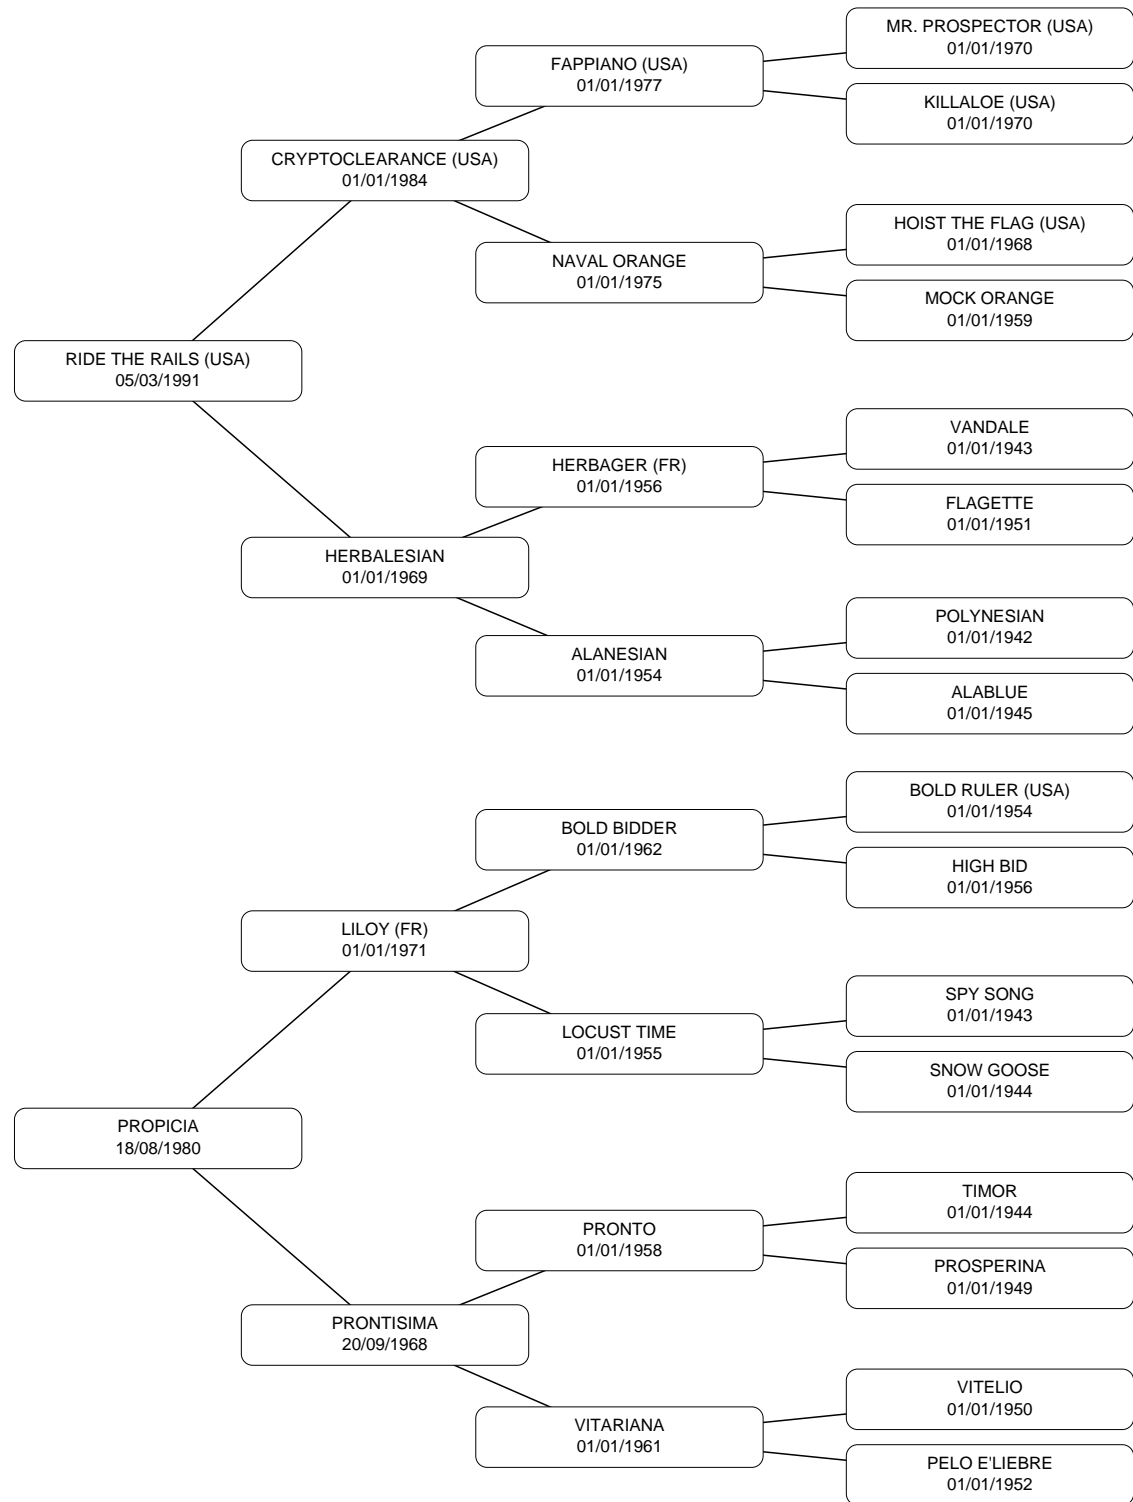 MR. PROSPECTOR (USA)
01/01/1970
FAPPIANO (USA)
01/01/1977
KILLALOE (USA)
01/01/1970
CRYPTOCLEARANCE (USA)
01/01/1984
HOIST THE FLAG (USA)
01/01/1968
NAVAL ORANGE
01/01/1975
MOCK ORANGE
01/01/1959
RIDE THE RAILS (USA)
05/03/1991
VANDALE
01/01/1943
HERBAGER (FR)
01/01/1956
FLAGETTE
01/01/1951
HERBALESIAN
01/01/1969
POLYNESIAN
01/01/1942
ALANESIAN
01/01/1954
ALABLUE
01/01/1945
BOLD RULER (USA)
01/01/1954
BOLD BIDDER
01/01/1962
HIGH BID
01/01/1956
LILOY (FR)
01/01/1971
SPY SONG
01/01/1943
LOCUST TIME
01/01/1955
SNOW GOOSE
01/01/1944
PROPICIA
18/08/1980
TIMOR
01/01/1944
PRONTO
01/01/1958
PROSPERINA
01/01/1949
PRONTISIMA
20/09/1968
VITELIO
01/01/1950
VITARIANA
01/01/1961
PELO E'LIEBRE
01/01/1952